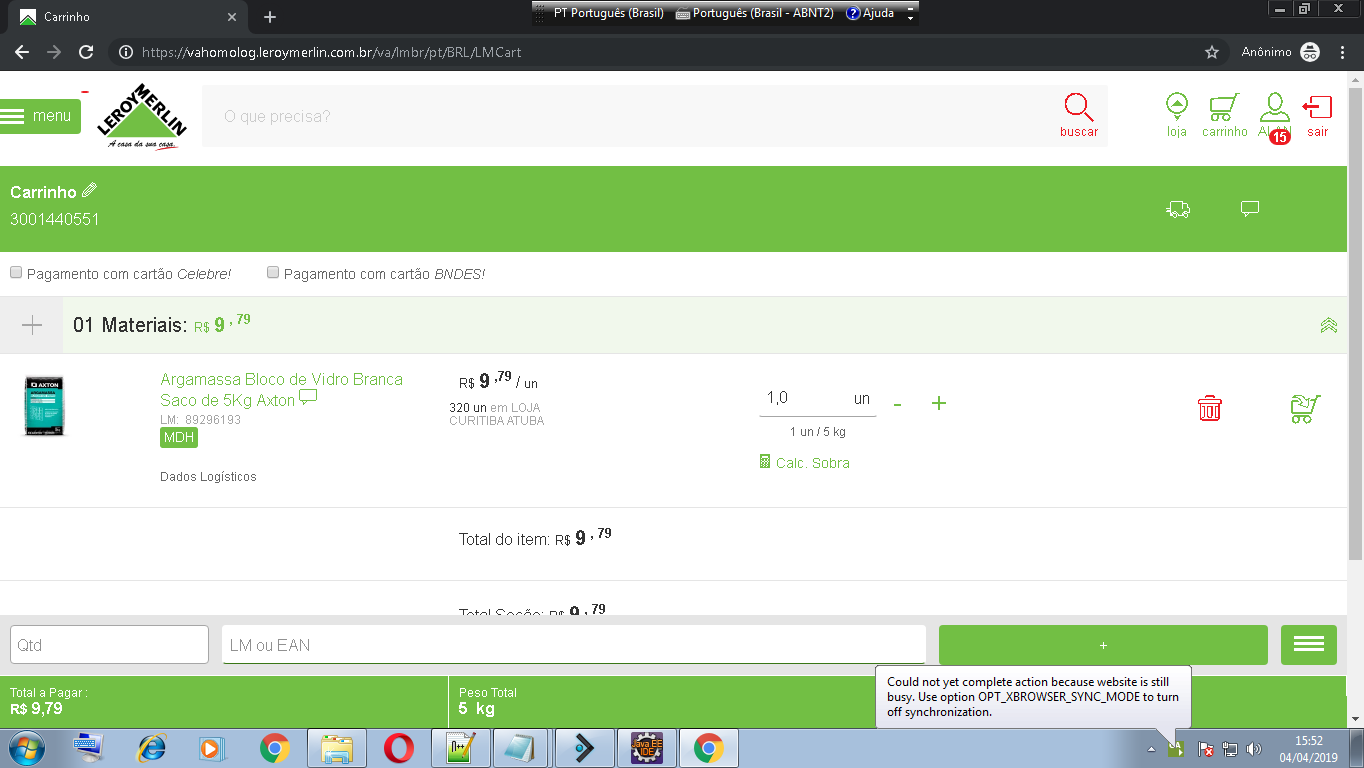 Carrinho
PT Português (Brasil) Português (Brasil - ABNT2) Ajuda
https://vahomolog.leroymerlin.com.br/va/lmbr/pt/BRL/LMCart
Anônimo
menu
LEROY MERLIN
A casa da sua casa.
O que precisa?
buscar
loja
carrinho
ALAN
15
sair
Carrinho
3001440551
Pagamento com cartão Celebre!
Pagamento com cartão BNDES!
01 Materiais: R$ 9 , 79
Argamassa Bloco de Vidro Branca
Saco de 5Kg Axton
LM: 89296193
MDH
Dados Logísticos
AXTON
R$ 9 ,79 / un
320 un em LOJA
CURITIBA ATUBA
1,0 un - +
1 un / 5 kg
Calc. Sobra
Total do item: R$ 9 , 79
Total Seção: R$ 9 , 79
Qtd
LM ou EAN
+
Total a Pagar :
R$ 9,79
Peso Total
5 kg
Could not yet complete action because website is still
busy. Use option OPT_XBROWSER_SYNC_MODE to turn
off synchronization.
Java EE
IDE
15:52
04/04/2019